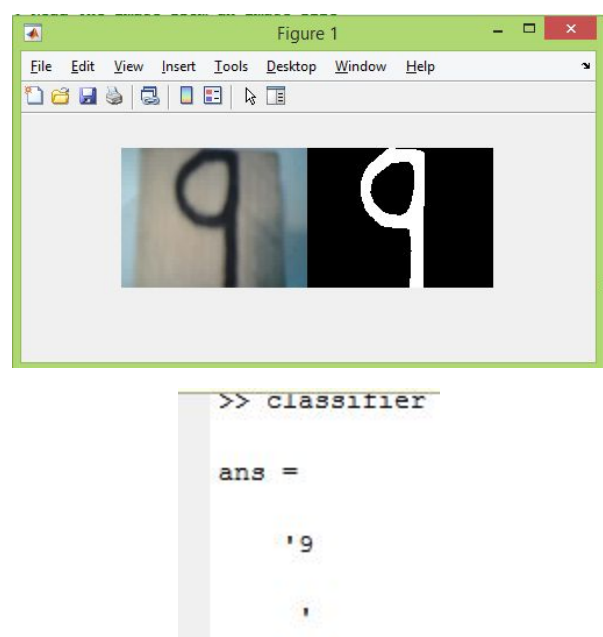 Figure 1
File Edit View Insert Tools Desktop Window Help
9 9
>> classifier
ans =
'9
'